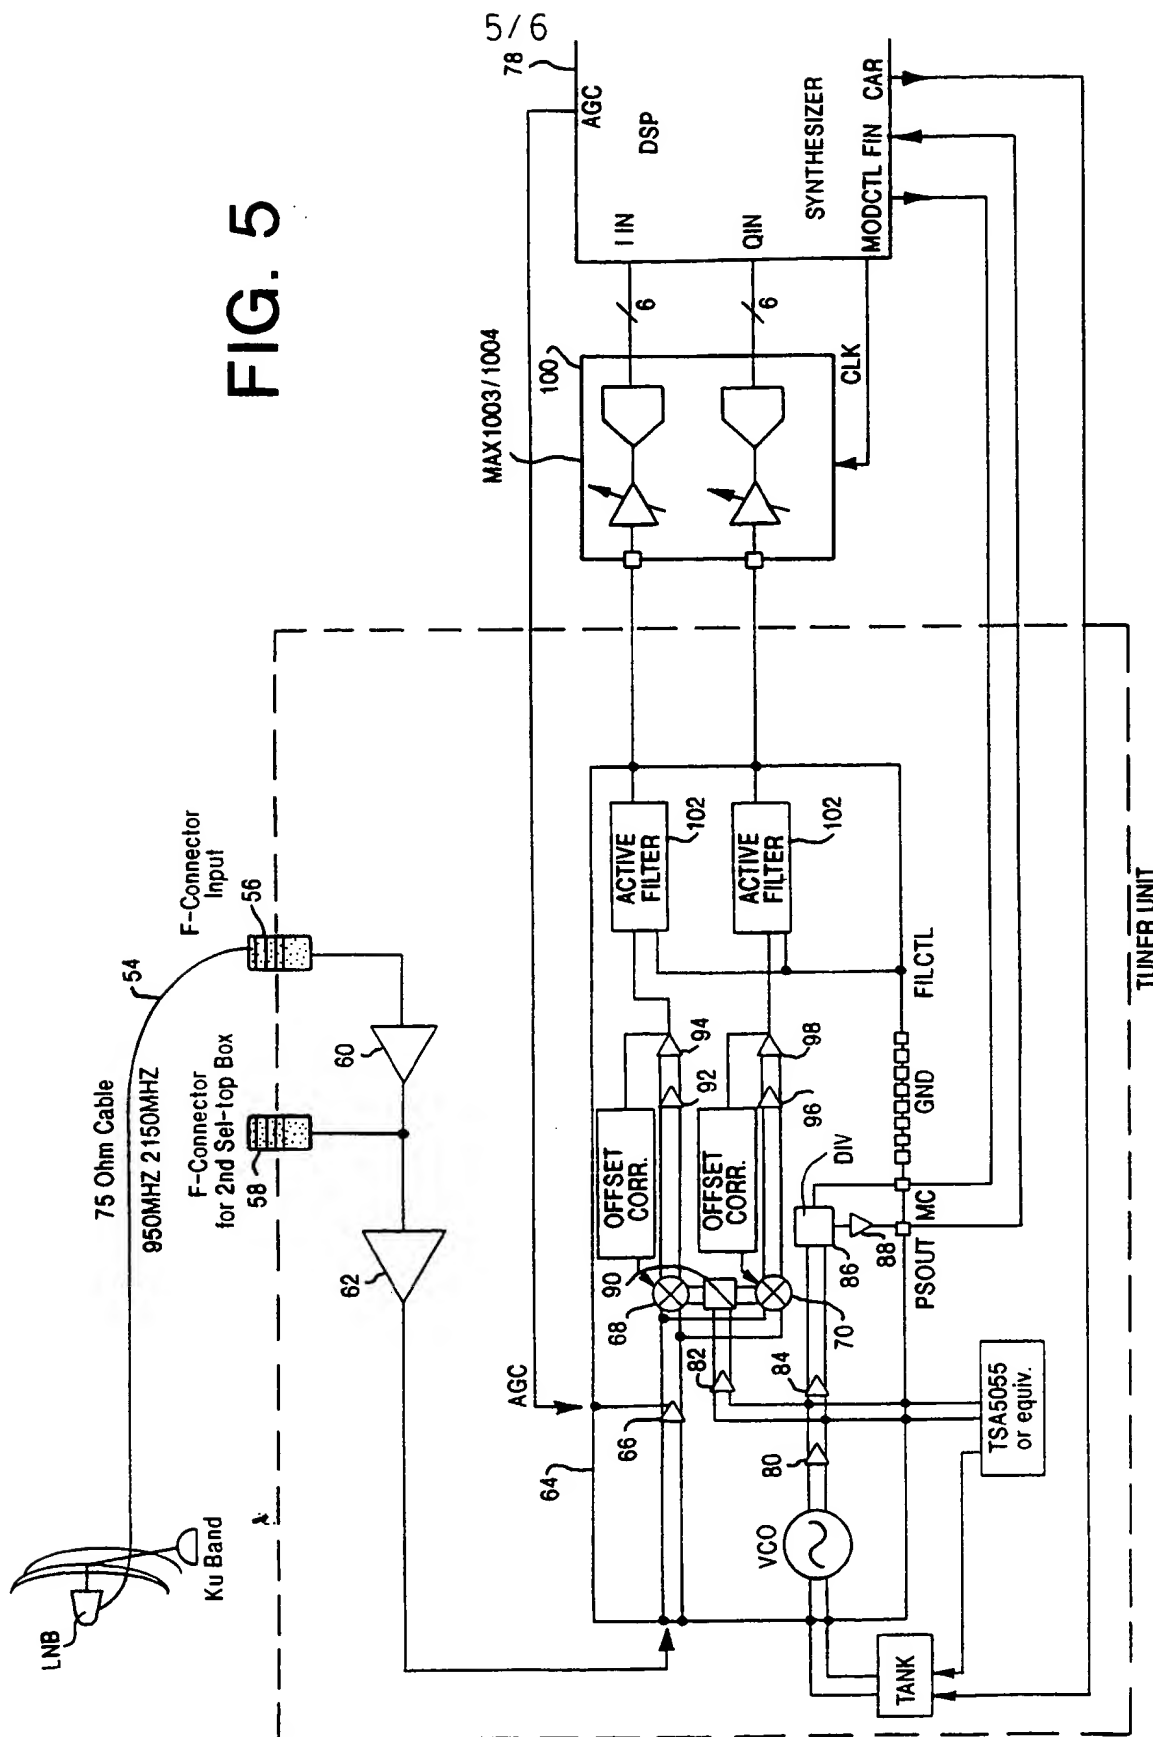 5/6
FIG. 5
LNB
Ku Band
75 Ohm Cable
950MHZ 2150MHZ
54
F-Connector
Input
56
F-Connector
for 2nd Sel-top Box
58
60
62
AGC
64
66
68
OFFSET
CORR.
90
92
94
ACTIVE
FILTER
102
OFFSET
CORR.
70
96
98
ACTIVE
FILTER
102
82
VCO
80
84
86
DIV
88
PSOUT
MC
GND
FILCTL
TANK
TSA5055
or equiv.
TUNER UNIT
MAX1003/1004
100
6
6
CLK
78
AGC
I IN
DSP
QIN
SYNTHESIZER
MODCTL
FIN
CAR